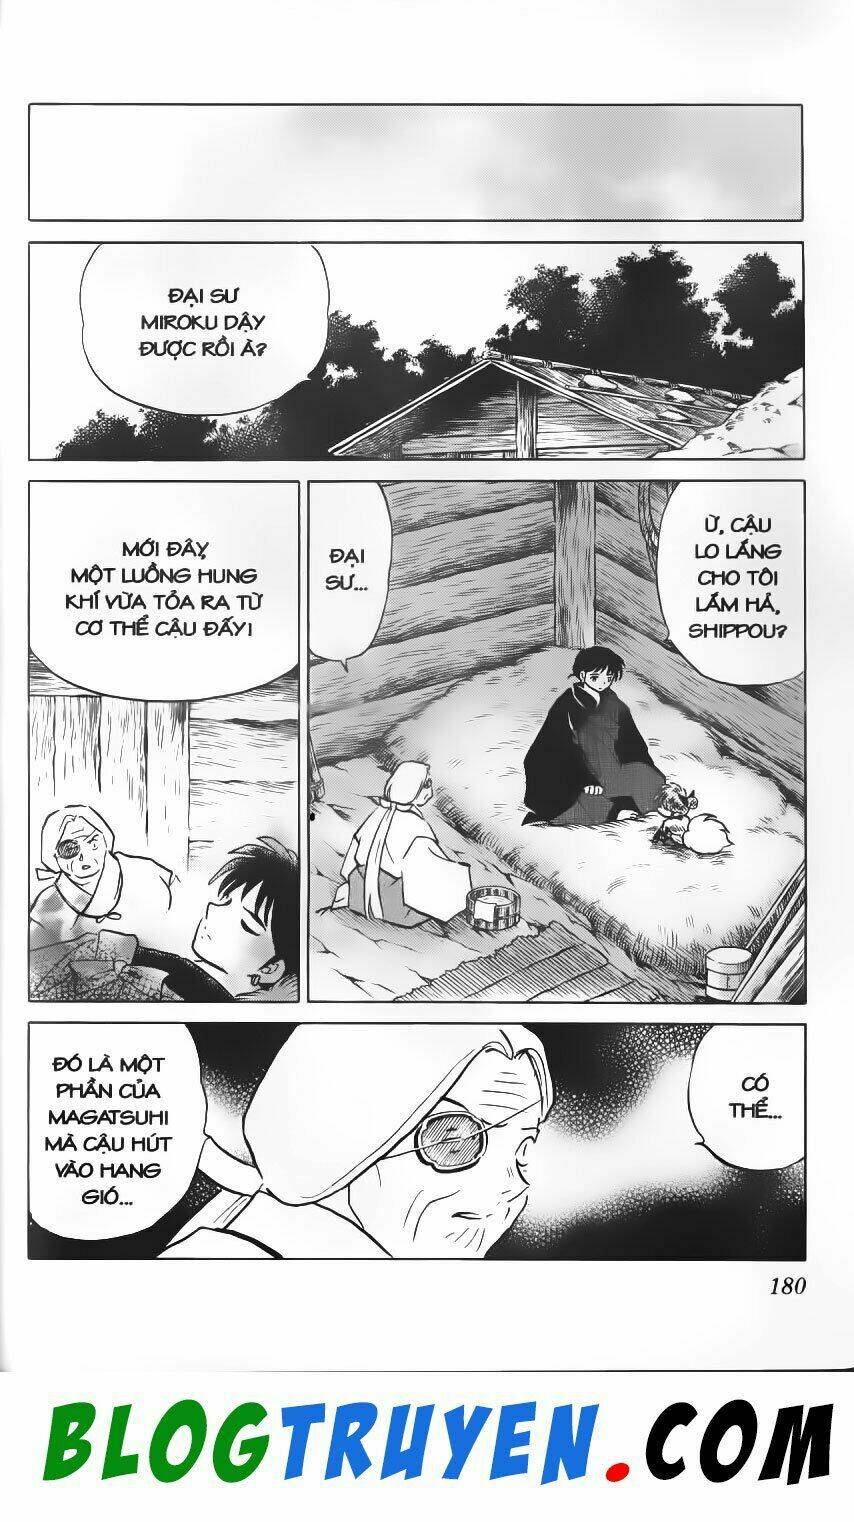 ĐẠI SƯ
MIROKU DẬY
ĐƯỢC RỒI À?
Ừ, CẬU
LO LẮNG
CHO TÔI
LẮM HẢ,
SHIPPOU?
ĐẠI
SƯ...
MỚI ĐÂY,
MỘT LUỒNG HUNG
KHÍ VỪA TỎA RA TỪ
CƠ THỂ CẬU ĐẤY!
CÓ
THỂ...
ĐÓ LÀ MỘT
PHẦN CỦA
MAGATSUHI
MÀ CẬU HÚT
VÀO HANG
GIÓ...
180
BLOGTRUYEN.COM